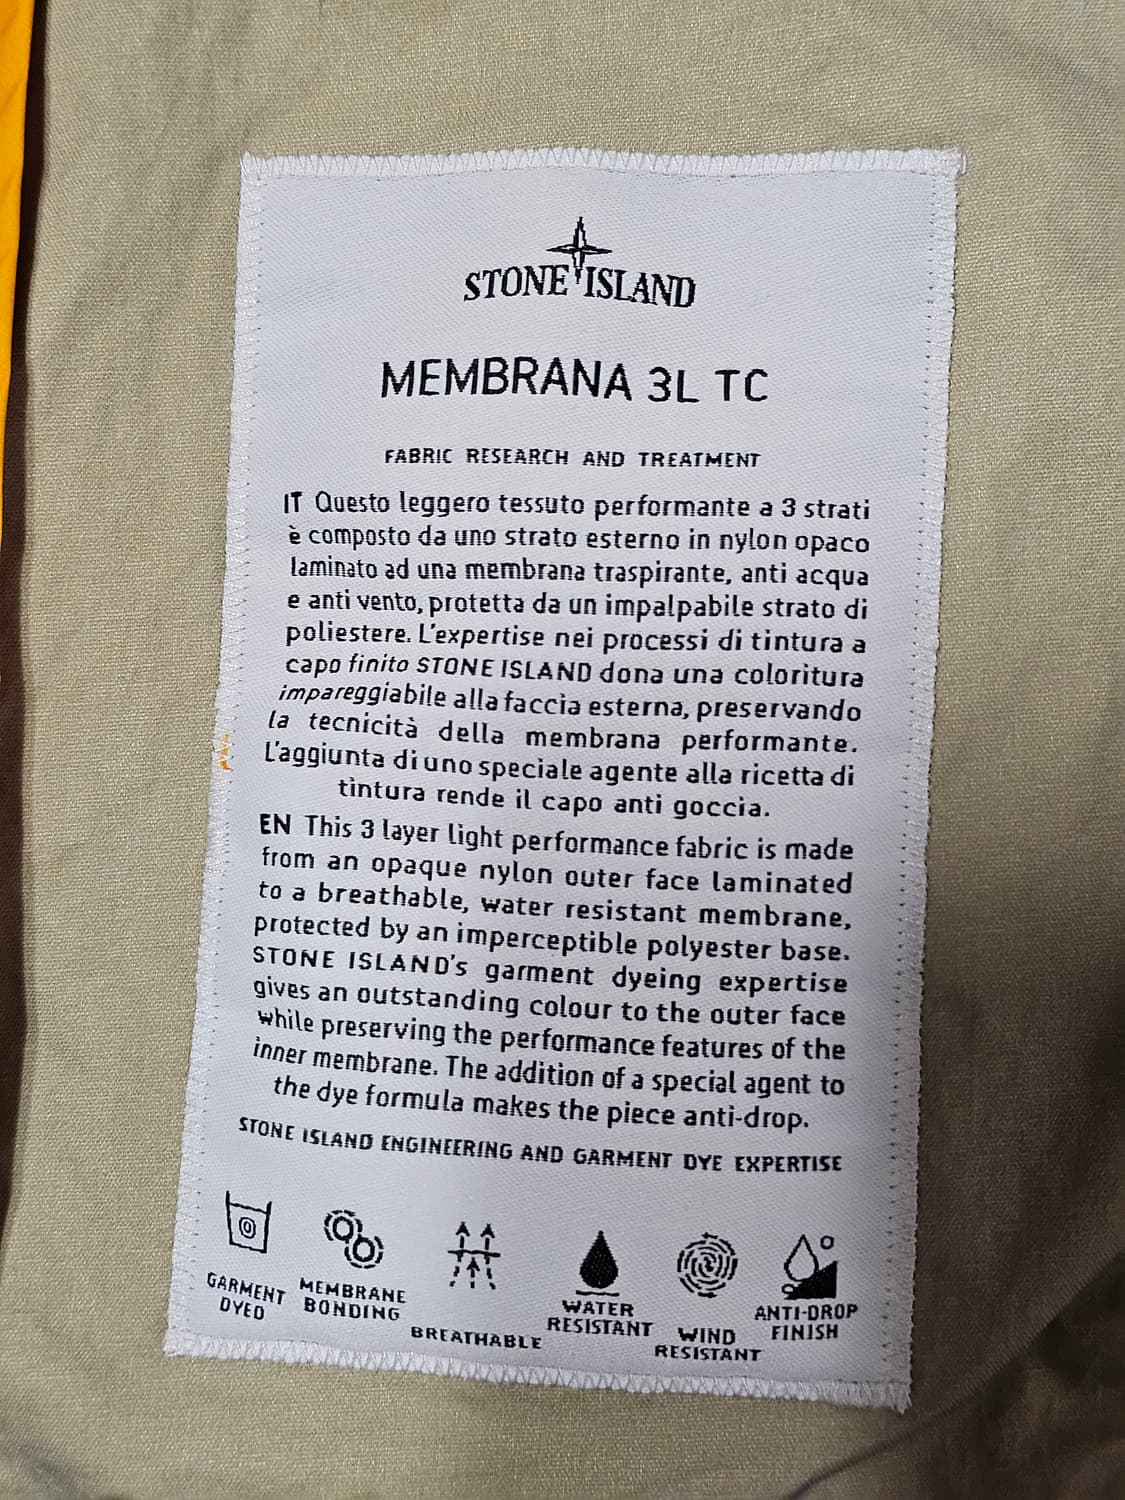 STONE ISLAND
MEMBRANA 3L TC
FABRIC RESEARCH AND TREATMENT
IT Questo leggero tessuto performante a 3 strati
è composto da uno strato esterno in nylon opaco
laminato ad una membrana traspirante, anti acqua
e anti vento, protetta da un impalpabile strato di
poliestere. L'expertise nei processi di tintura a
capo finito STONE ISLAND dona una coloritura
impareggiabile alla faccia esterna, preservando
la tecnicità della membrana performante.
L'aggiunta di uno speciale agente alla ricetta di
tintura rende il capo anti goccia.
EN This 3 layer light performance fabric is made
from an opaque nylon outer face laminated
to a breathable, water resistant membrane,
protected by an imperceptible polyester base.
STONE ISLAND's garment dyeing expertise
gives an outstanding colour to the outer face
while preserving the performance features of the
inner membrane. The addition of a special agent to
the dye formula makes the piece anti-drop.
STONE ISLAND ENGINEERING AND GARMENT DYE EXPERTISE
GARMENT
DYED
MEMBRANE
BONDING
BREATHABLE
WATER
RESISTANT
WIND
RESISTANT
ANTI-DROP
FINISH